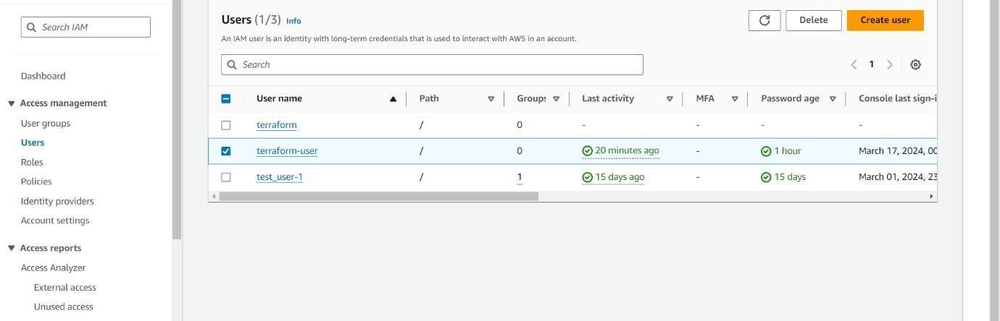 Search IAM
Dashboard
Access management
User groups
Users
Roles
Policies
Identity providers
Account settings
Access reports
Access Analyzer
External access
Unused access
Users (1/3) Info
Delete
Create user
An IAM user is an identity with long-term credentials that is used to interact with AWS in an account.
Search
1
User name Path Groups Last activity MFA Password age Console last sign-i
terraform / 0 - - - -
terraform-user / 0 20 minutes ago - 1 hour March 17, 2024, 00
test_user-1 / 1 15 days ago - 15 days March 01, 2024, 23